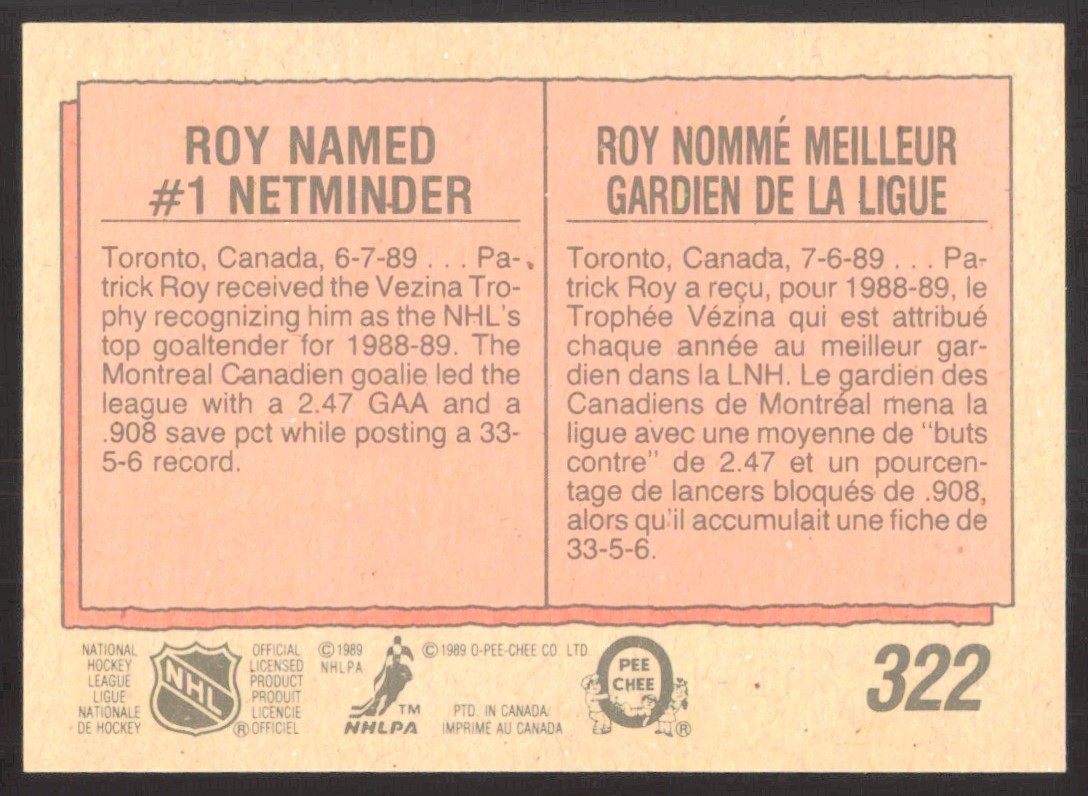 ROY NAMED
#1 NETMINDER
Toronto, Canada, 6-7-89 . . . Pa-
trick Roy received the Vezina Tro-
phy recognizing him as the NHL's
top goaltender for 1988-89. The
Montreal Canadien goalie led the
league with a 2.47 GAA and a
.908 save pct while posting a 33-
5-6 record.
ROY NOMMÉ MEILLEUR
GARDIEN DE LA LIGUE
Toronto, Canada, 7-6-89 . . . Pa-
trick Roy a reçu, pour 1988-89, le
Trophée Vézina qui est attribué
chaque année au meilleur gar-
dien dans la LNH. Le gardien des
Canadiens de Montréal mena la
ligue avec une moyenne de "buts
contre" de 2.47 et un pourcen-
tage de lancers bloqués de .908,
alors qu'il accumulait une fiche de
33-5-6.
NATIONAL
HOCKEY
LEAGUE
LIGUE
NATIONALE
DE HOCKEY
NHL
®
OFFICIAL
LICENSED
PRODUCT
PRODUIT
LICENCIE
OFFICIEL
© 1989
NHLPA
TM
NHLPA
© 1989 O-PEE-CHEE CO. LTD.
PTD. IN CANADA/
IMPRIMÉ AU CANADA
O
PEE
CHEE
®
322